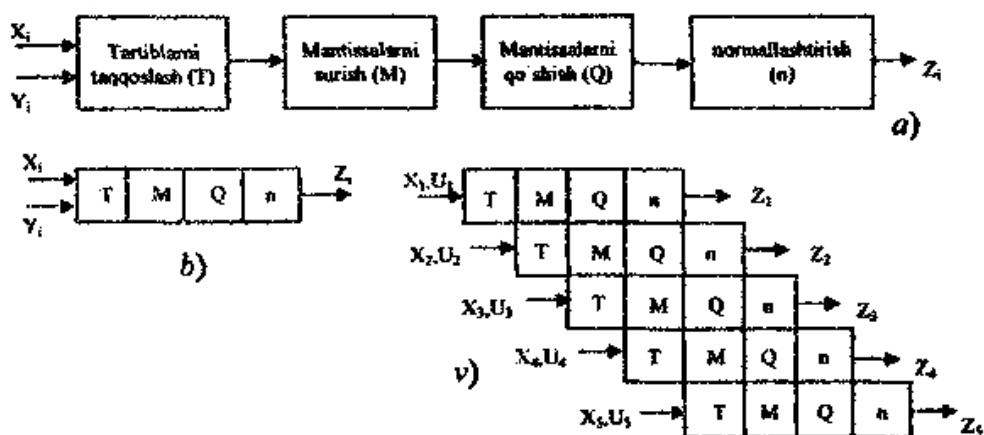 Xᵢ
Yᵢ
Tartiblarni
taqqoslash (T)
Mantissalarni
surish (M)
Mantissalarni
qo shish (Q)
normallashtirish
(n)
Zᵢ
a)
Xᵢ
Yᵢ
T M Q n
Zᵢ
b)
X₁,U₁ T M Q n Z₁
X₂,U₂ T M Q n Z₂
X₃,U₃ T M Q n Z₃
X₄,U₄ T M Q n Z₄
v)
X₅,U₅ T M Q n Z₅